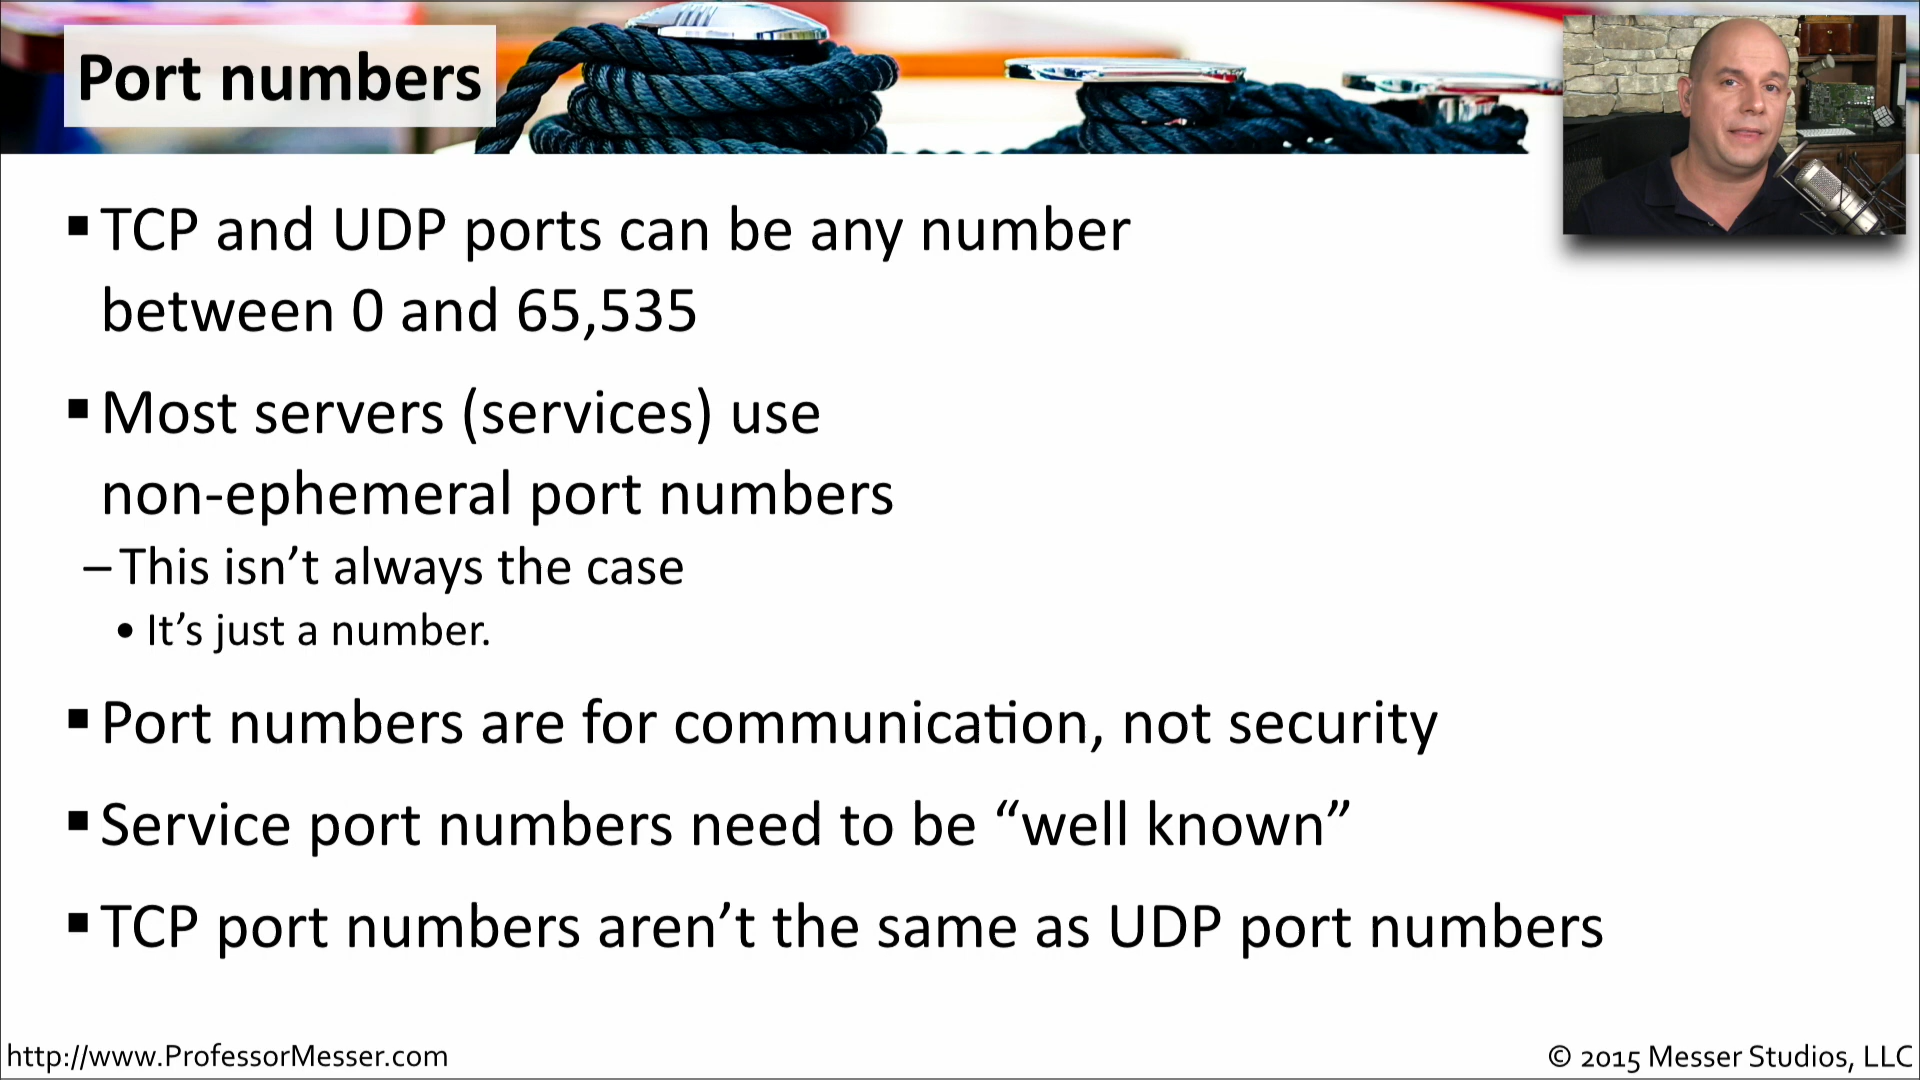 Port numbers
▪ TCP and UDP ports can be any number
between 0 and 65,535
▪ Most servers (services) use
non-ephemeral port numbers
– This isn’t always the case
• It’s just a number.
▪ Port numbers are for communication, not security
▪ Service port numbers need to be “well known”
▪ TCP port numbers aren’t the same as UDP port numbers
http://www.ProfessorMesser.com
© 2015 Messer Studios, LLC